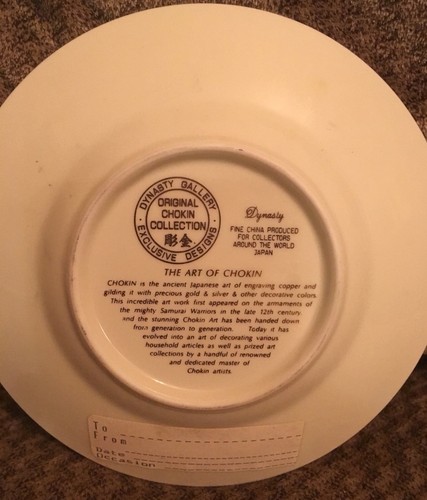 DYNASTY GALLERY
ORIGINAL
CHOKIN
COLLECTION
彫金
EXCLUSIVE DESIGNS
Dynasty
FINE CHINA PRODUCED
FOR COLLECTORS
AROUND THE WORLD
JAPAN
THE ART OF CHOKIN
CHOKIN is the ancient Japanese art of engraving copper and
gilding it with precious gold & silver & other decorative colors.
This incredible art work first appeared on the armaments of
the mighty Samurai Warriors in the late 12th century
and the stunning Chokin Art has been handed down
from generation to generation. Today it has
evolved into an art of decorating various
household articles as well as prized art
collections by a handful of renowned
and dedicated master of
Chokin artists.
To
From
Date
Occasion